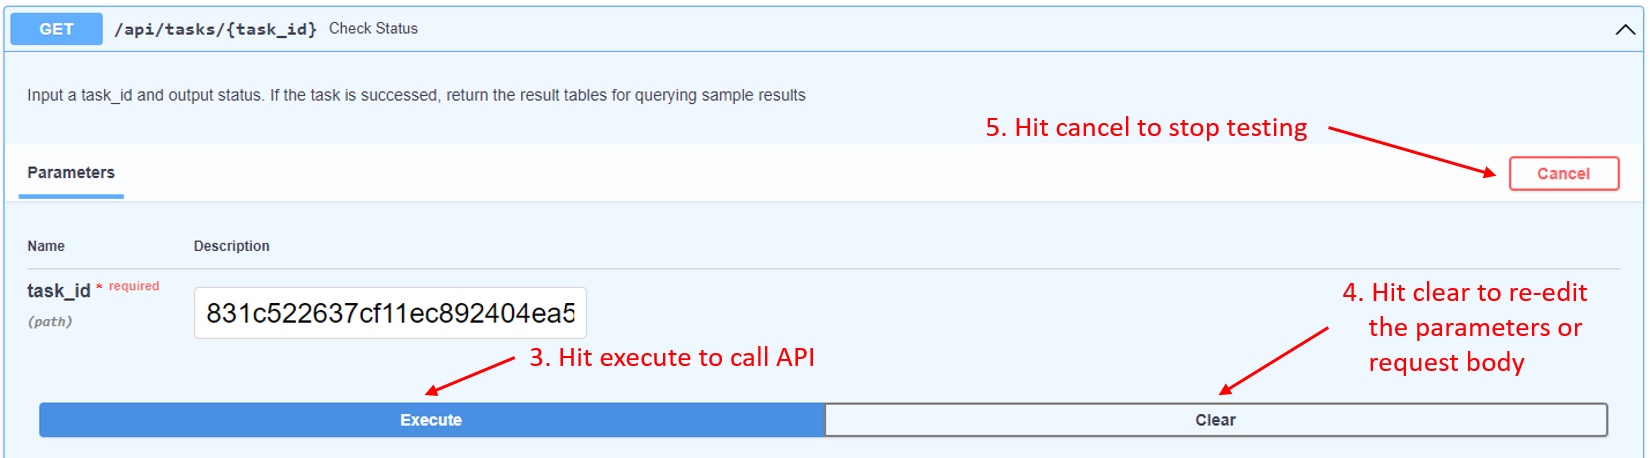 GET /api/tasks/{task_id} Check Status
Input a task_id and output status. If the task is successed, return the result tables for querying sample results
5. Hit cancel to stop testing
Parameters
Cancel
Name Description
task_id * required
(path)
831c522637cf11ec892404ea5
4. Hit clear to re-edit
the parameters or
request body
3. Hit execute to call API
Execute
Clear